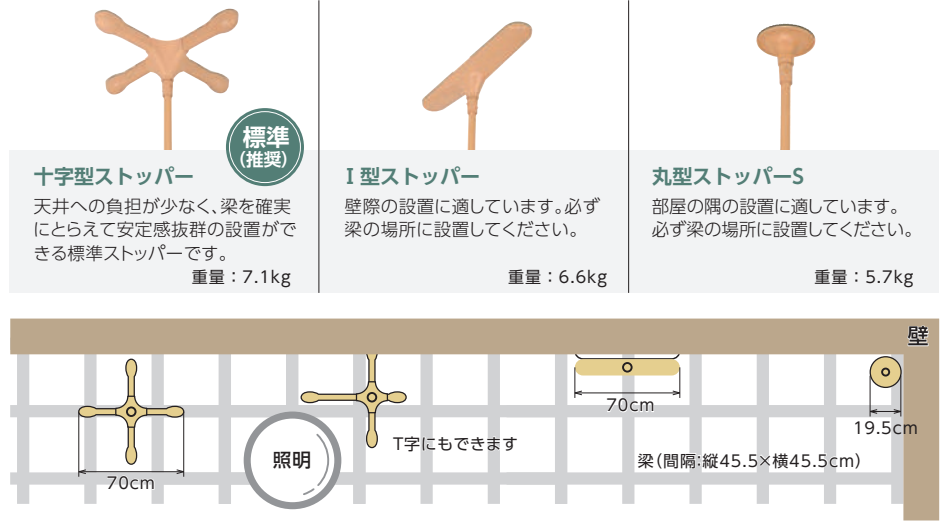 標準
(推奨)
十字型ストッパー
天井への負担が少なく、梁を確実
にとらえて安定感抜群の設置がで
きる標準ストッパーです。
重量：7.1kg
I 型ストッパー
壁際の設置に適しています。必ず
梁の場所に設置してください。
重量：6.6kg
丸型ストッパーS
部屋の隅の設置に適しています。
必ず梁の場所に設置してください。
重量：5.7kg
壁
70cm
照明
T字にもできます
70cm
19.5cm
梁(間隔:縦45.5×横45.5cm)